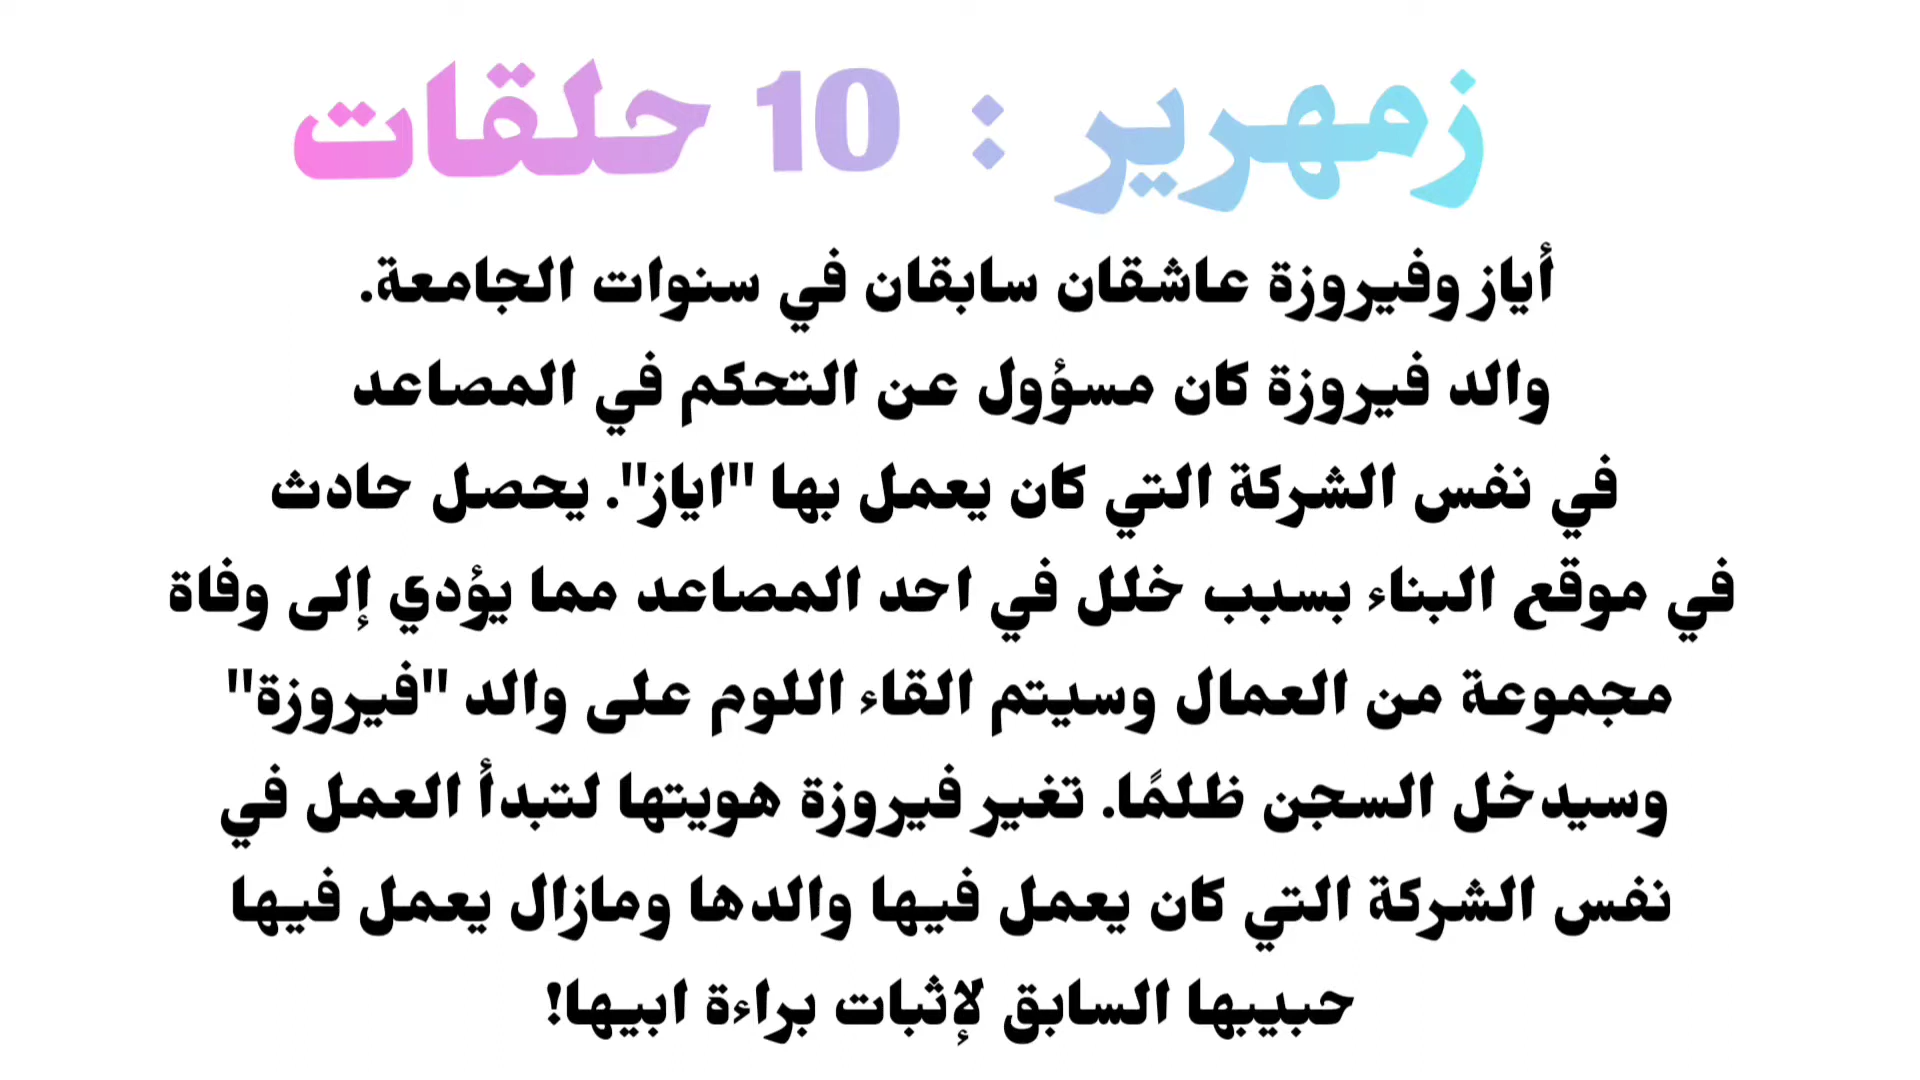 زمهرير : 10 حلقات
أياز وفيروزة عاشقان سابقان في سنوات الجامعة.
والد فيروزة كان مسؤول عن التحكم في المصاعد
في نفس الشركة التي كان يعمل بها "اياز". يحصل حادث
في موقع البناء بسبب خلل في احد المصاعد مما يؤدي إلى وفاة
مجموعة من العمال وسيتم القاء اللوم على والد "فيروزة"
وسيدخل السجن ظلمًا. تغير فيروزة هويتها لتبدأ العمل في
نفس الشركة التي كان يعمل فيها والدها ومازال يعمل فيها
حبيبها السابق لإثبات براءة ابيها!